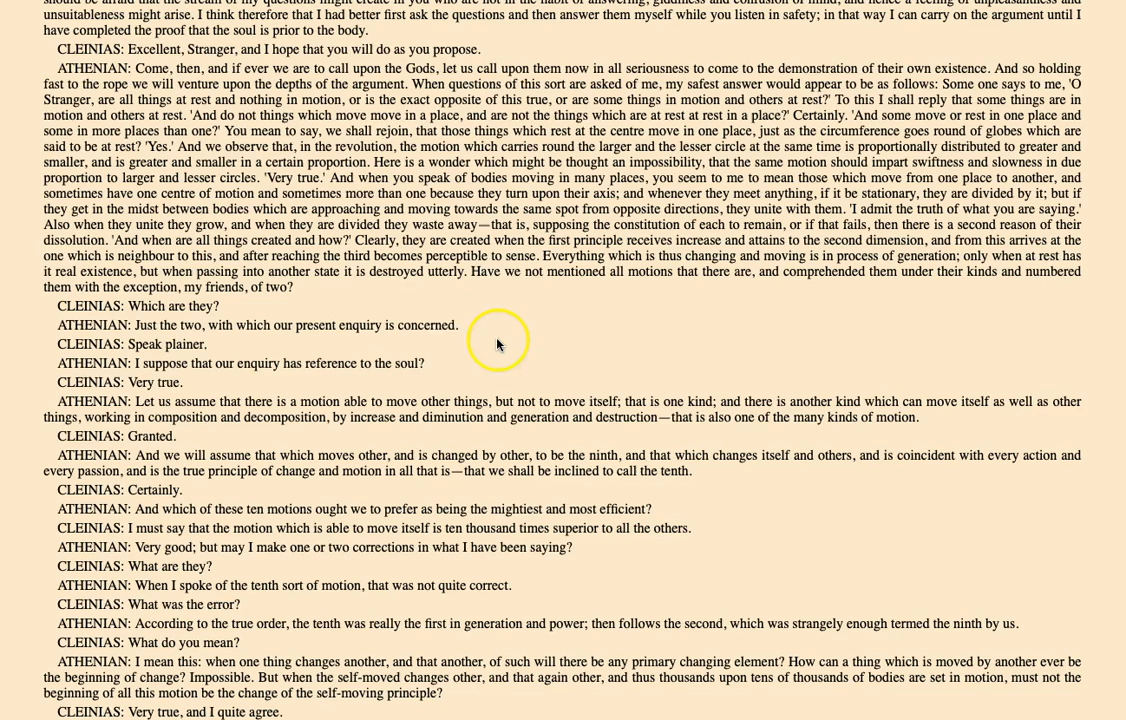 should be afraid that the stream of my questions might create in you who are not in the habit of answering, giddiness and confusion of mind, and hence a feeling of unpleasantness and
unsuitableness might arise. I think therefore that I had better first ask the questions and then answer them myself while you listen in safety; in that way I can carry on the argument until I
have completed the proof that the soul is prior to the body.
CLEINIAS: Excellent, Stranger, and I hope that you will do as you propose.
ATHENIAN: Come, then, and if ever we are to call upon the Gods, let us call upon them now in all seriousness to come to the demonstration of their own existence. And so holding
fast to the rope we will venture upon the depths of the argument. When questions of this sort are asked of me, my safest answer would appear to be as follows: Some one says to me, 'O
Stranger, are all things at rest and nothing in motion, or is the exact opposite of this true, or are some things in motion and others at rest?' To this I shall reply that some things are in
motion and others at rest. 'And do not things which move move in a place, and are not the things which are at rest at rest in a place?' Certainly. 'And some move or rest in one place and
some in more places than one?' You mean to say, we shall rejoin, that those things which rest at the centre move in one place, just as the circumference goes round of globes which are
said to be at rest? 'Yes.' And we observe that, in the revolution, the motion which carries round the larger and the lesser circle at the same time is proportionally distributed to greater and
smaller, and is greater and smaller in a certain proportion. Here is a wonder which might be thought an impossibility, that the same motion should impart swiftness and slowness in due
proportion to larger and lesser circles. 'Very true.' And when you speak of bodies moving in many places, you seem to me to mean those which move from one place to another, and
sometimes have one centre of motion and sometimes more than one because they turn upon their axis; and whenever they meet anything, if it be stationary, they are divided by it; but if
they get in the midst between bodies which are approaching and moving towards the same spot from opposite directions, they unite with them. 'I admit the truth of what you are saying.'
Also when they unite they grow, and when they are divided they waste away—that is, supposing the constitution of each to remain, or if that fails, then there is a second reason of their
dissolution. 'And when are all things created and how?' Clearly, they are created when the first principle receives increase and attains to the second dimension, and from this arrives at the
one which is neighbour to this, and after reaching the third becomes perceptible to sense. Everything which is thus changing and moving is in process of generation; only when at rest has
it real existence, but when passing into another state it is destroyed utterly. Have we not mentioned all motions that there are, and comprehended them under their kinds and numbered
them with the exception, my friends, of two?
CLEINIAS: Which are they?
ATHENIAN: Just the two, with which our present enquiry is concerned.
CLEINIAS: Speak plainer.
ATHENIAN: I suppose that our enquiry has reference to the soul?
CLEINIAS: Very true.
ATHENIAN: Let us assume that there is a motion able to move other things, but not to move itself; that is one kind; and there is another kind which can move itself as well as other
things, working in composition and decomposition, by increase and diminution and generation and destruction—that is also one of the many kinds of motion.
CLEINIAS: Granted.
ATHENIAN: And we will assume that which moves other, and is changed by other, to be the ninth, and that which changes itself and others, and is coincident with every action and
every passion, and is the true principle of change and motion in all that is—that we shall be inclined to call the tenth.
CLEINIAS: Certainly.
ATHENIAN: And which of these ten motions ought we to prefer as being the mightiest and most efficient?
CLEINIAS: I must say that the motion which is able to move itself is ten thousand times superior to all the others.
ATHENIAN: Very good; but may I make one or two corrections in what I have been saying?
CLEINIAS: What are they?
ATHENIAN: When I spoke of the tenth sort of motion, that was not quite correct.
CLEINIAS: What was the error?
ATHENIAN: According to the true order, the tenth was really the first in generation and power; then follows the second, which was strangely enough termed the ninth by us.
CLEINIAS: What do you mean?
ATHENIAN: I mean this: when one thing changes another, and that another, of such will there be any primary changing element? How can a thing which is moved by another ever be
the beginning of change? Impossible. But when the self-moved changes other, and that again other, and thus thousands upon tens of thousands of bodies are set in motion, must not the
beginning of all this motion be the change of the self-moving principle?
CLEINIAS: Very true, and I quite agree.